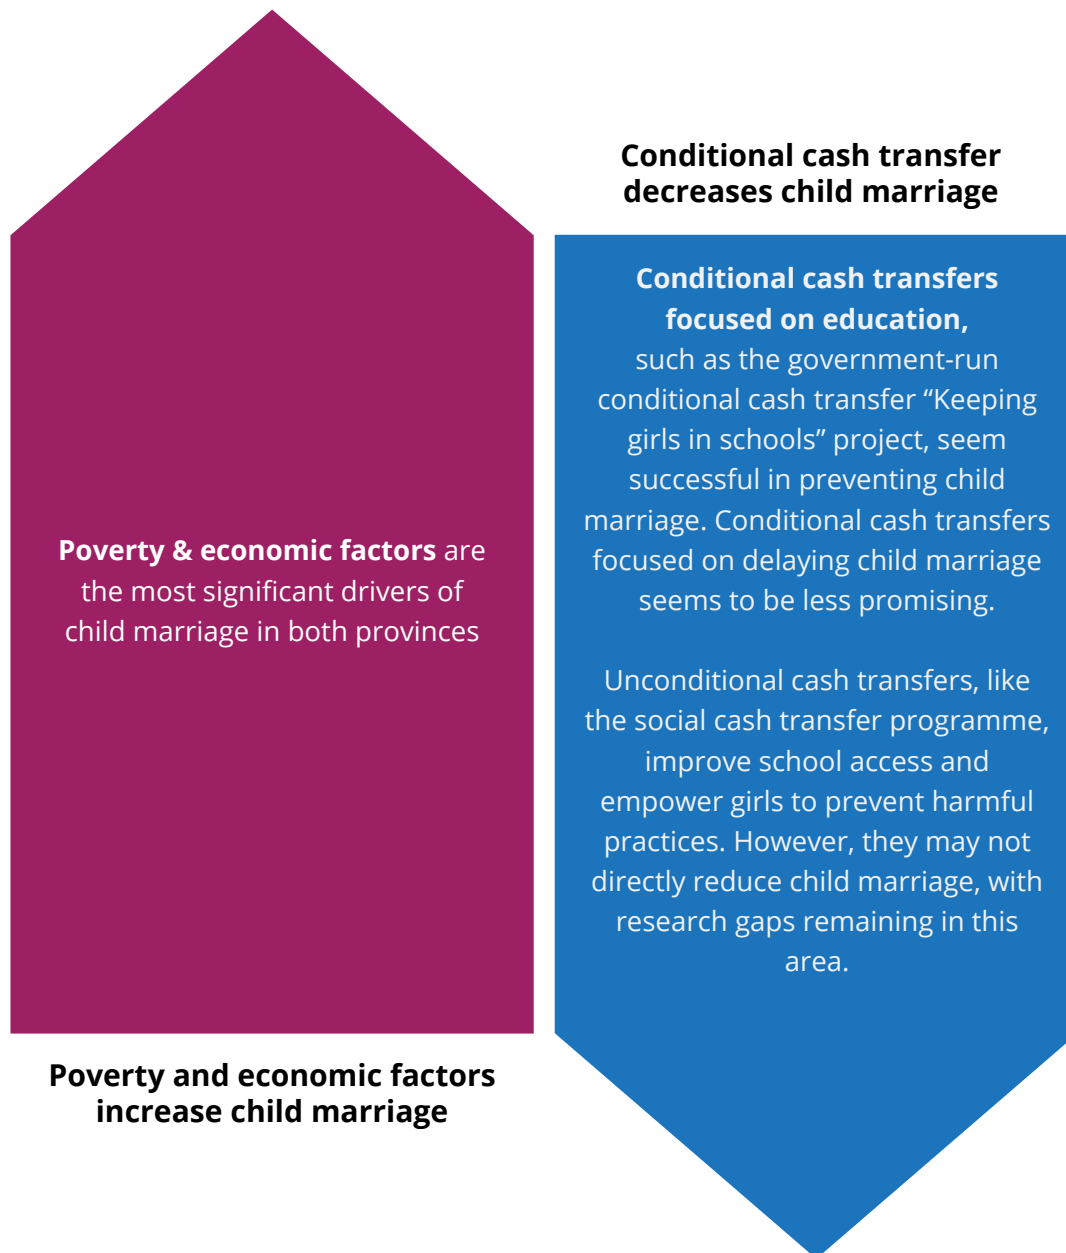 Poverty & economic factors are
the most significant drivers of
child marriage in both provinces
Poverty and economic factors
increase child marriage
Conditional cash transfer
decreases child marriage
Conditional cash transfers
focused on education,
such as the government-run
conditional cash transfer “Keeping
girls in schools” project, seem
successful in preventing child
marriage. Conditional cash transfers
focused on delaying child marriage
seems to be less promising.
Unconditional cash transfers, like
the social cash transfer programme,
improve school access and
empower girls to prevent harmful
practices. However, they may not
directly reduce child marriage, with
research gaps remaining in this
area.